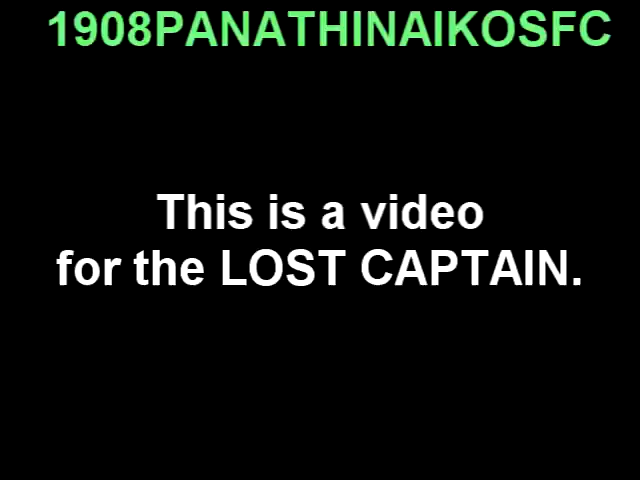 1908PANATHINAIKOSFC
This is a video
for the LOST CAPTAIN.